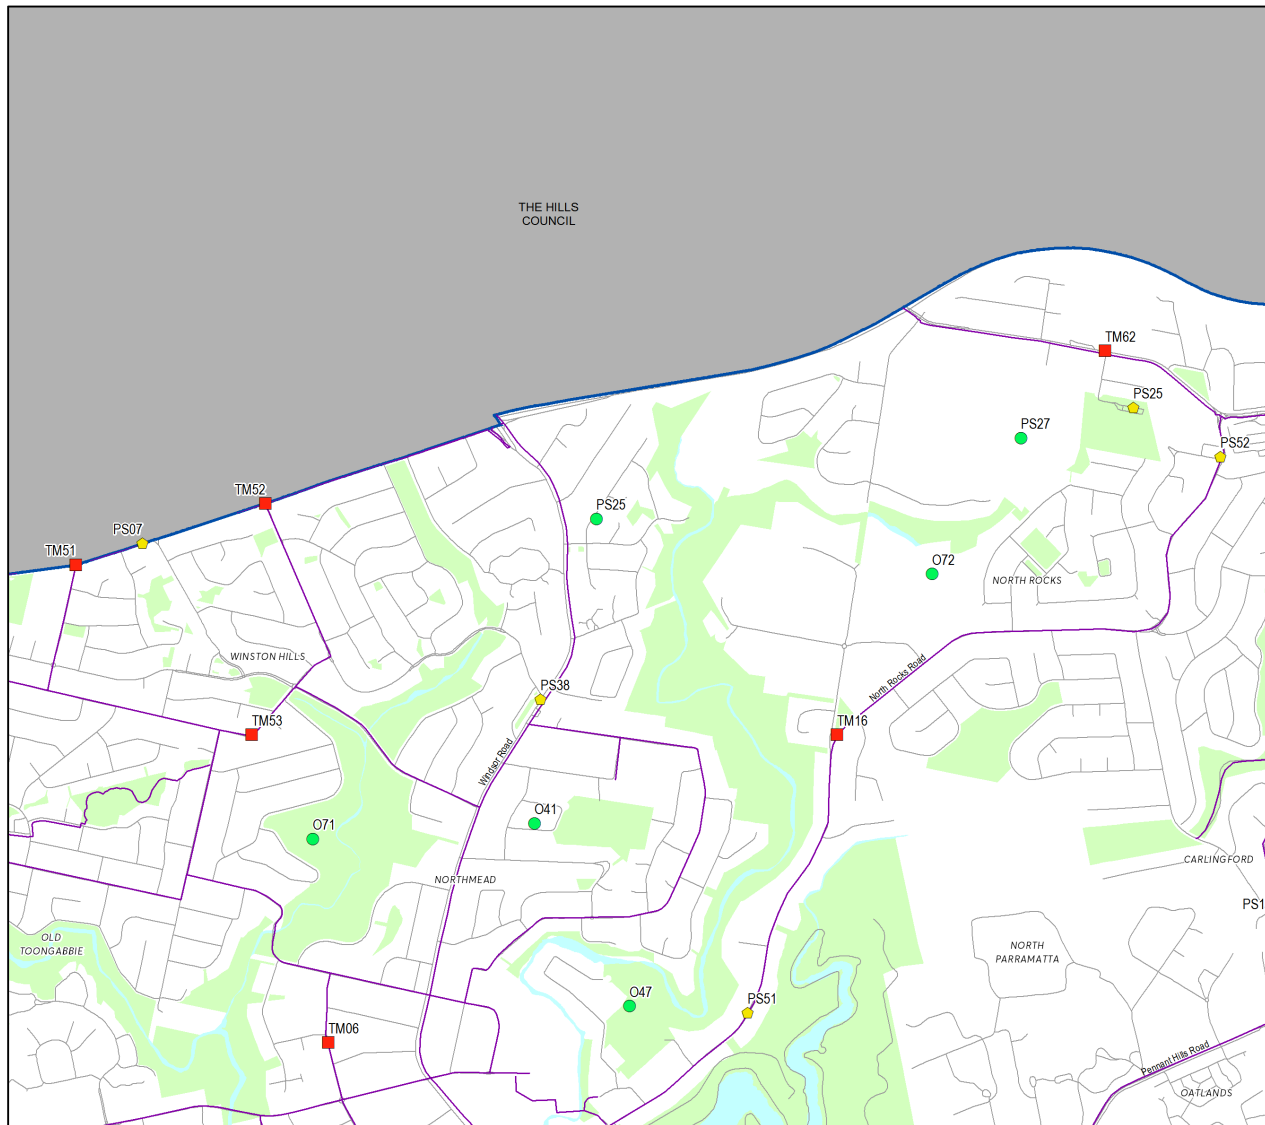 THE HILLS
COUNCIL
TM62
PS25
PS27
PS52
TM52
PS25
PS07
TM51
O72
NORTH ROCKS
WINSTON HILLS
North Rocks Road
PS38
TM53
TM16
Windsor Road
O41
O71
CARLINGFORD
NORTHMEAD
PS1
OLD
TOONGABBIE
NORTH
PARRAMATTA
O47
PS51
TM06
Pennant Hills Road
OATLANDS